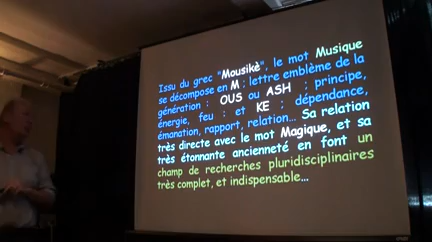 Issu du grec "Mousikè", le mot Musique
se décompose en M : lettre emblème de la
génération : OUS ou ASH : principe,
énergie, feu : et KE : dépendance,
émanation, rapport, relation... Sa relation
très directe avec le mot Magique, et sa
très étonnante ancienneté en font un
champ de recherches pluridisciplinaires
très complet, et indispensable...